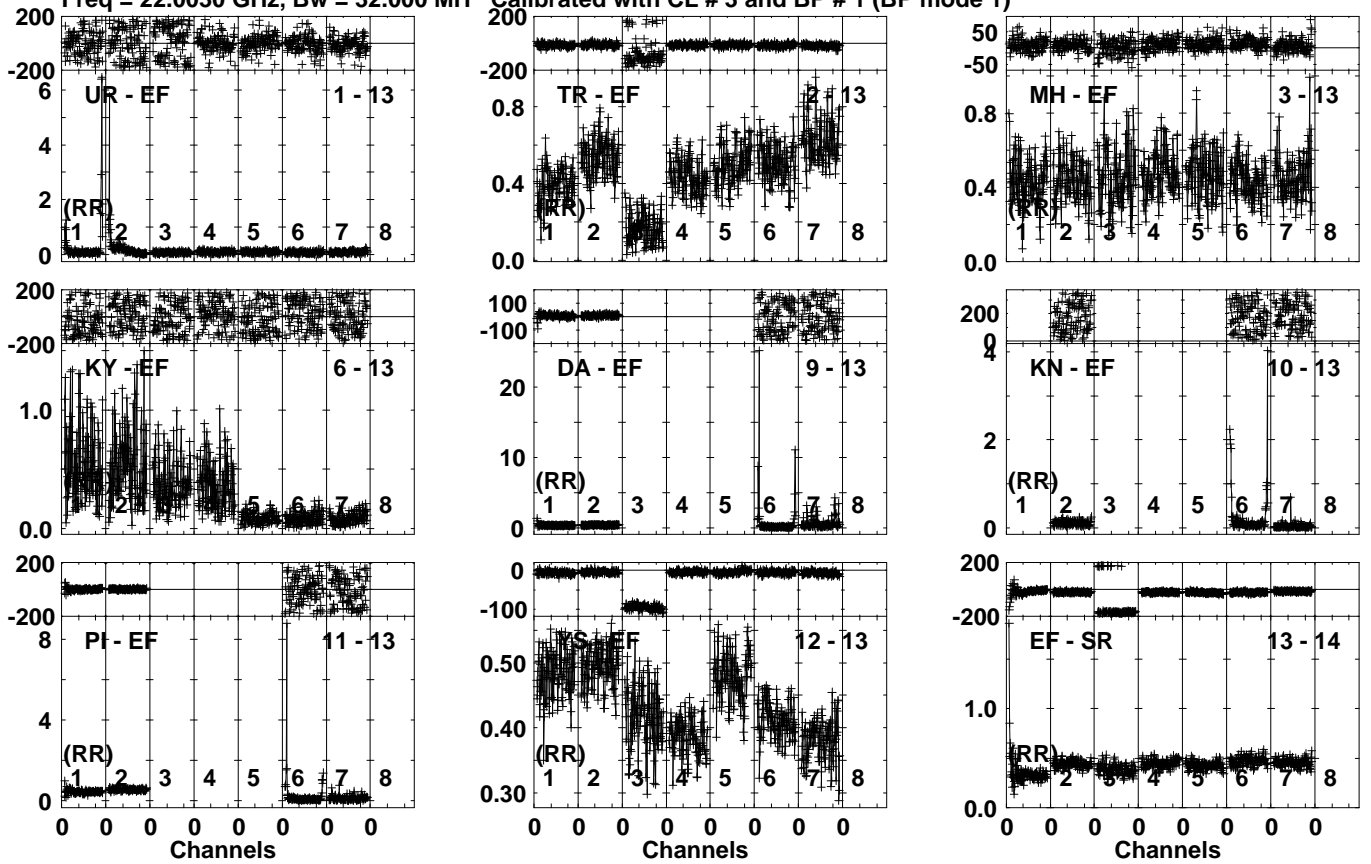 Freq = 22.0050 GHz, Bw = 32.000 MH Calibrated with CL # 3 and BP # 1 (BP mode 1)
200
-200
6
4
2
0
UR - EF 1 - 13
(RR)
1 2 3 4 5 6 7 8
200
-200
0.8
0.4
0.0
TR - EF 2 - 13
(RR)
1 2 3 4 5 6 7 8
50
-50
0.8
0.4
0.0
MH - EF 3 - 13
(RR)
1 2 3 4 5 6 7 8
200
-200
1.0
0.0
KY - EF 6 - 13
1 2 4 5 6 7 8
100
-100
20
10
0
DA - EF 9 - 13
(RR)
1 2 3 4 5 6 7 8
200
0
4
2
0
KN - EF 10 - 13
(RR)
1 2 3 4 5 6 7 8
200
-200
8
4
0
PI - EF 11 - 13
(RR)
1 2 3 4 5 6 7 8
0 0 0 0 0 0 0 0
Channels
0
-100
0.50
0.40
0.30
YS - EF 12 - 13
(RR)
1 2 3 4 5 6 7 8
0 0 0 0 0 0 0 0
Channels
200
-200
1.0
0.0
EF - SR 13 - 14
(RR)
1 2 3 4 5 6 7 8
0 0 0 0 0 0 0 0
Channels